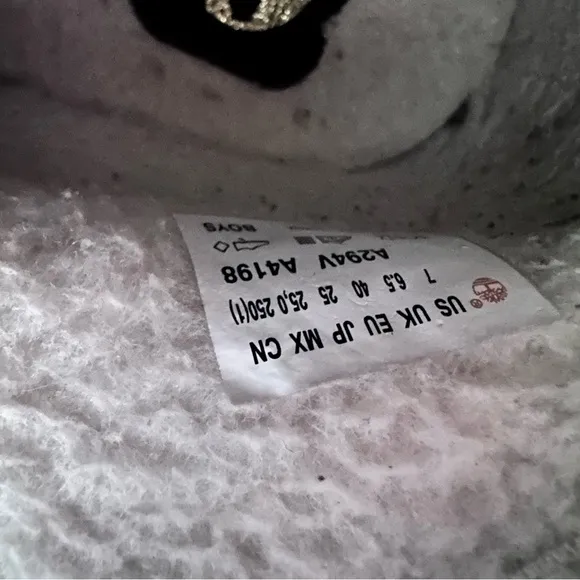 US UK EU JP MX CN
7 6.5 40 25 25,0 250(1)
A294V A4198
BOYS